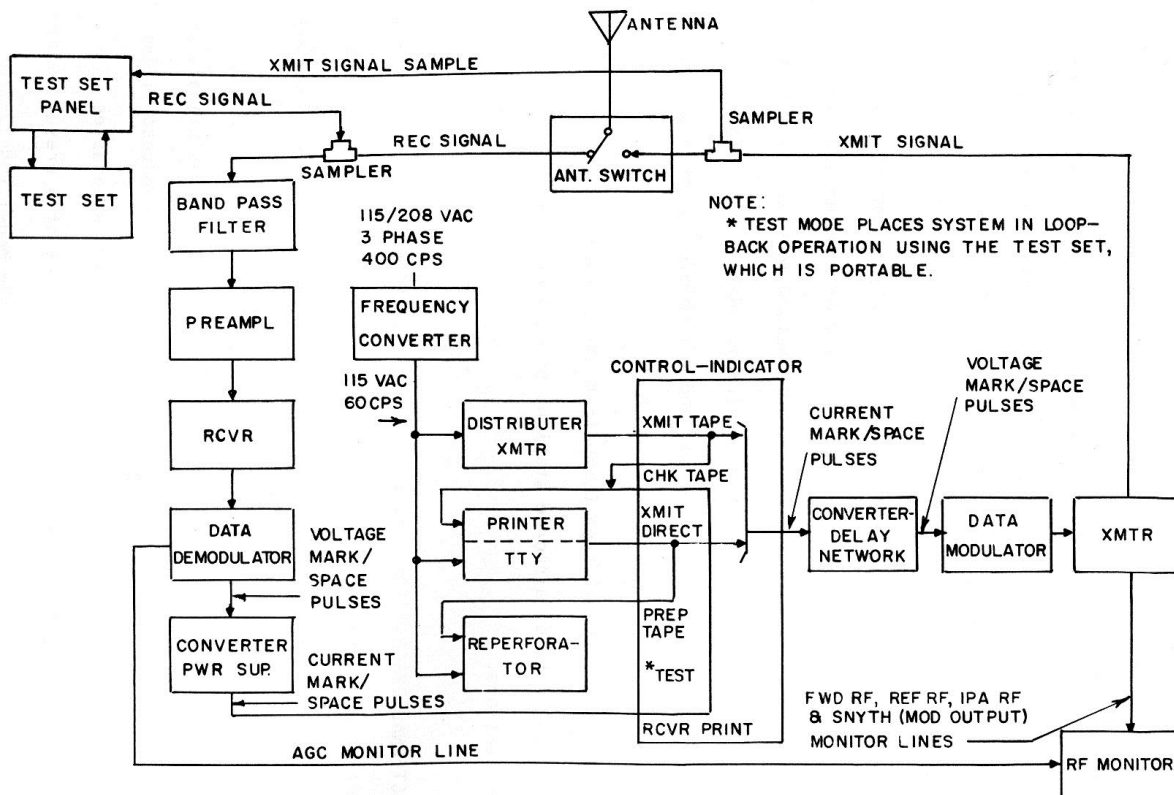 ANTENNA
XMIT SIGNAL SAMPLE
TEST SET
PANEL
REC SIGNAL
SAMPLER
REC SIGNAL
XMIT SIGNAL
SAMPLER
ANT. SWITCH
TEST SET
BAND PASS
FILTER
115/208 VAC
3 PHASE
400 CPS
NOTE:
* TEST MODE PLACES SYSTEM IN LOOP-
BACK OPERATION USING THE TEST SET,
WHICH IS PORTABLE.
PREAMPL
FREQUENCY
CONVERTER
115 VAC
60 CPS
CONTROL-INDICATOR
VOLTAGE
MARK/SPACE
PULSES
CURRENT
MARK/SPACE
PULSES
RCVR
DISTRIBUTER
XMTR
XMIT TAPE
CHK TAPE
DATA
DEMODULATOR
VOLTAGE
MARK/
SPACE
PULSES
PRINTER
TTY
XMIT
DIRECT
CONVERTER-
DELAY
NETWORK
DATA
MODULATOR
XMTR
CONVERTER
PWR SUP.
CURRENT
MARK/
SPACE PULSES
REPERFORA-
TOR
PREP
TAPE
*TEST
RCVR PRINT
FWD RF, REF RF, IPA RF
& SNYTH (MOD OUTPUT)
MONITOR LINES
AGC MONITOR LINE
RF MONITOR